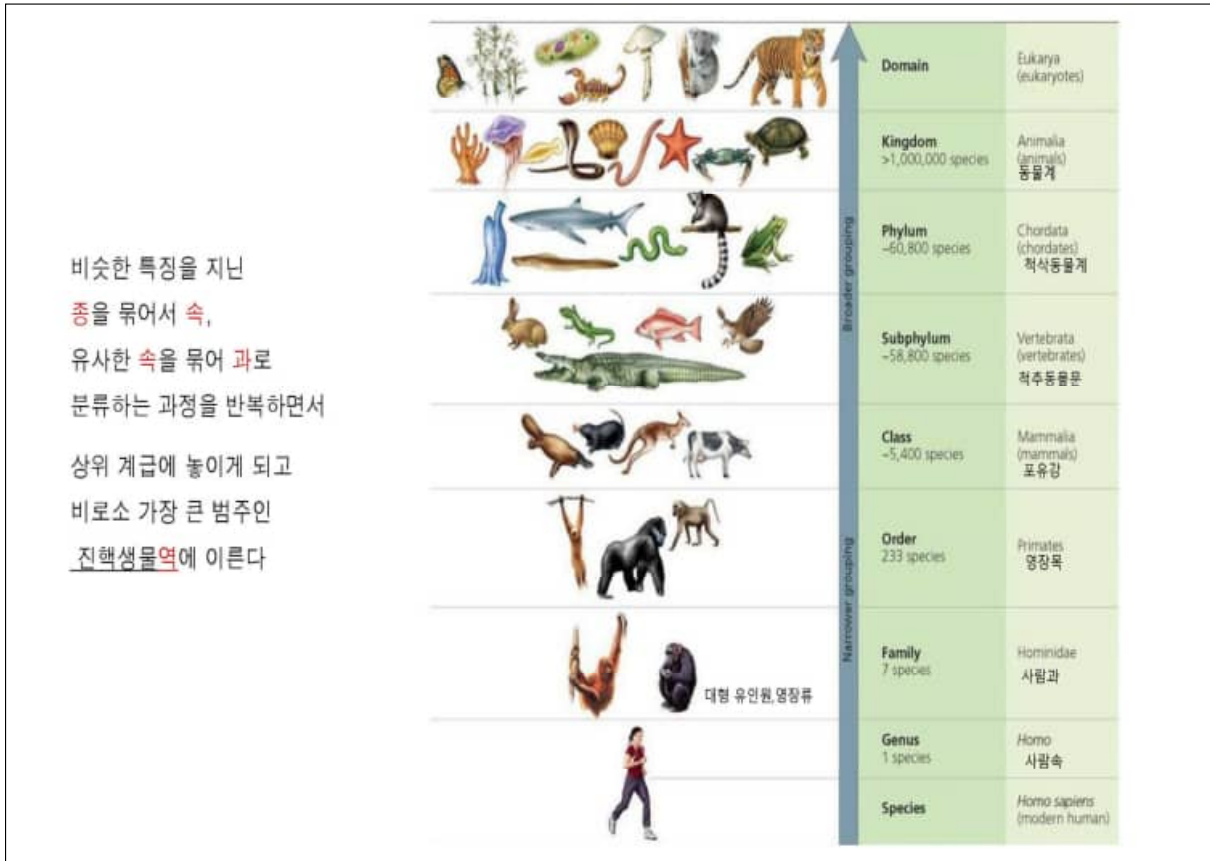 비슷한 특징을 지닌
종을 묶어서 속,
유사한 속을 묶어 과로
분류하는 과정을 반복하면서
상위 계급에 놓이게 되고
비로소 가장 큰 범주인
진핵생물역에 이른다
Broader grouping
Narrower grouping
Domain
Eukarya
(eukaryotes)
Kingdom
>1,000,000 species
Animalia
(animals)
동물계
Phylum
~60,800 species
Chordata
(chordates)
척삭동물계
Subphylum
~58,800 species
Vertebrata
(vertebrates)
척추동물문
Class
~5,400 species
Mammalia
(mammals)
포유강
Order
233 species
Primates
영장목
Family
7 species
Hominidae
사람과
대형 유인원,영장류
Genus
1 species
Homo
사람속
Species
Homo sapiens
(modern human)